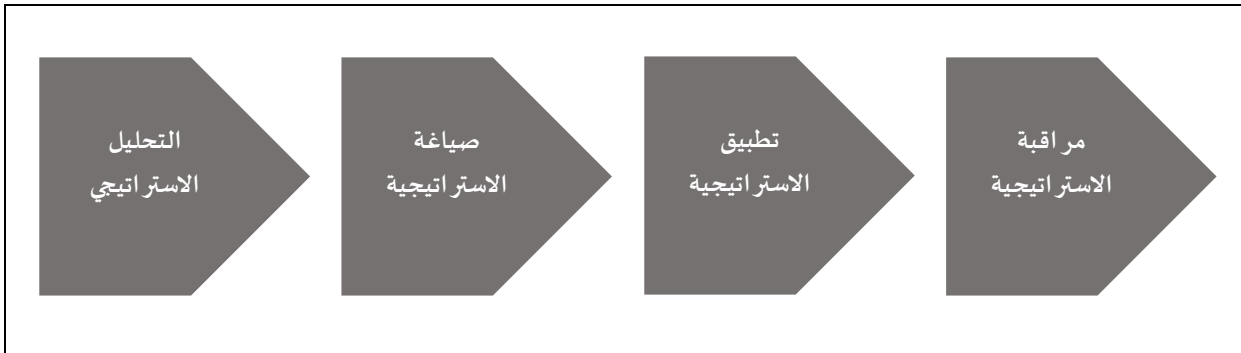 التحليل
الاستراتيجي
صياغة
الاستراتيجية
تطبيق
الاستراتيجية
مراقبة
الاستراتيجية